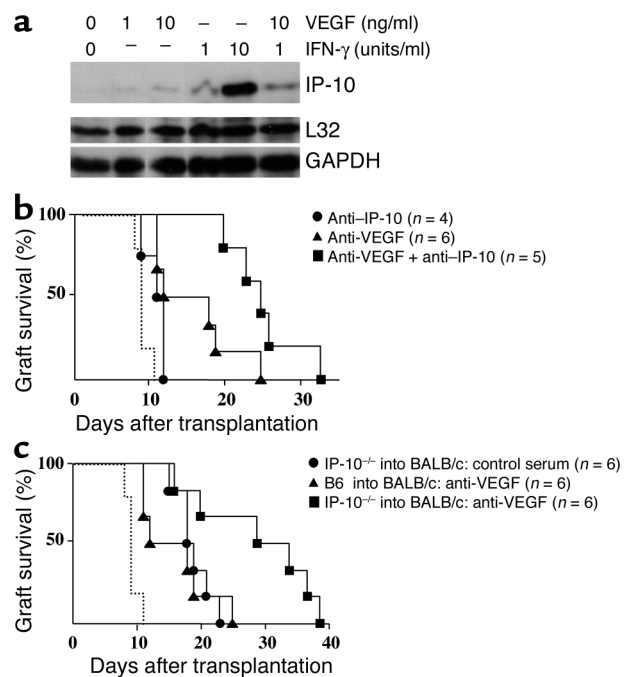 a
0 1 10 – – 10 VEGF (ng/ml)
0 – – 1 10 1 IFN-γ (units/ml)
IP-10
L32
GAPDH
b
Graft survival (%)
100
50
0 10 20 30
Days after transplantation
Anti–IP-10 (n = 4)
Anti-VEGF (n = 6)
Anti-VEGF + anti–IP-10 (n = 5)
c
Graft survival (%)
100
50
0 10 20 30 40
Days after transplantation
IP-10–/– into BALB/c: control serum (n = 6)
B6 into BALB/c: anti-VEGF (n = 6)
IP-10–/– into BALB/c: anti-VEGF (n = 6)